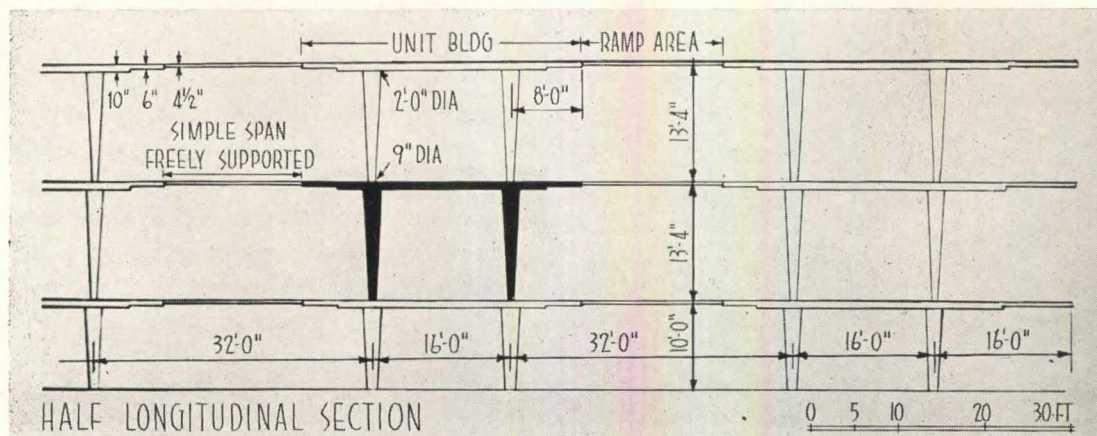 UNIT BLDG
RAMP AREA
10" 6" 4½"
2'-0" DIA
8'-0"
SIMPLE SPAN
FREELY SUPPORTED
9" DIA
13'-4"
13'-4"
10'-0"
32'-0" 16'-0" 32'-0" 16'-0" 16'-0"
HALF LONGITUDINAL SECTION
0 5 10 20 30·FT